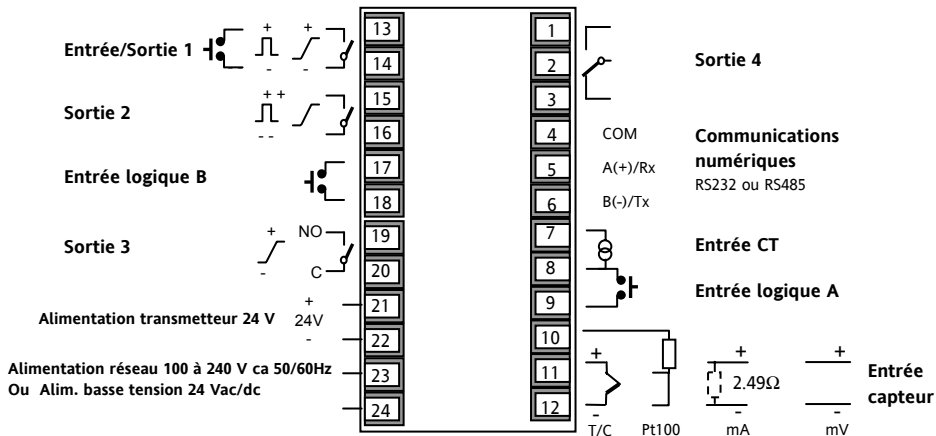 Entrée/Sortie 1 + - + -
13
14
Sortie 2 + + - -
15
16
Entrée logique B
17
18
Sortie 3 + - NO C
19
20
Alimentation transmetteur 24 V + 24V -
21
22
Alimentation réseau 100 à 240 V ca 50/60Hz
Ou Alim. basse tension 24 Vac/dc
23
24
1
2
3
Sortie 4
4 COM
5 A(+)/Rx
6 B(-)/Tx
Communications
numériques
RS232 ou RS485
7
8
9
Entrée CT
Entrée logique A
10
11
12
+ + +
2.49Ω
- - -
T/C Pt100 mA mV
Entrée
capteur